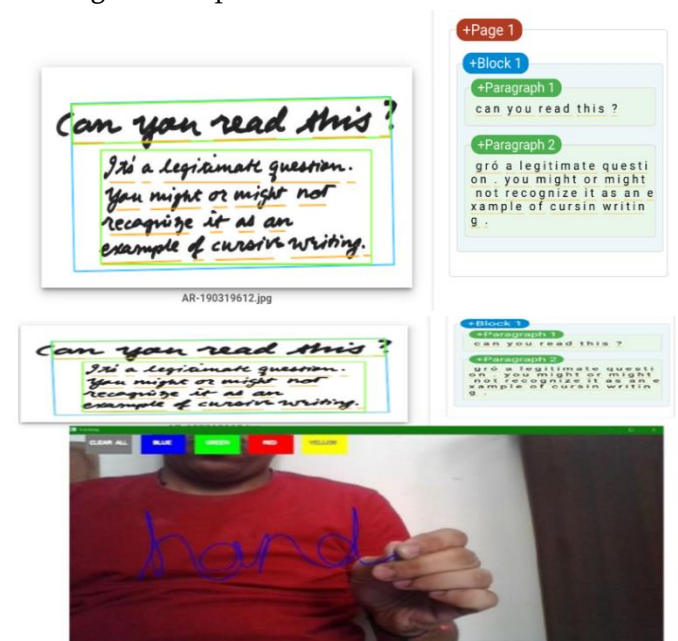 +Page 1
+Block 1
+Paragraph 1
can you read this ?
+Paragraph 2
gró a legitimate questi
on . you might or might
not recognize it as an e
xample of cursin writin
g .
Can you read this?
Itś a legitimate question.
You might or might not
recognize it as an
example of cursive writing.
AR-190319612.jpg
Can you read this?
Itś a legitimate question.
You might or might not
recognize it as an
example of cursive writing.
+Block 1
+Paragraph 1
can you read this ?
+Paragraph 2
gró a legitimate questi
on . you might or might
not recognize it as an e
xample of cursin writin
g .
CLEAR ALL BLUE GREEN RED YELLOW
hand